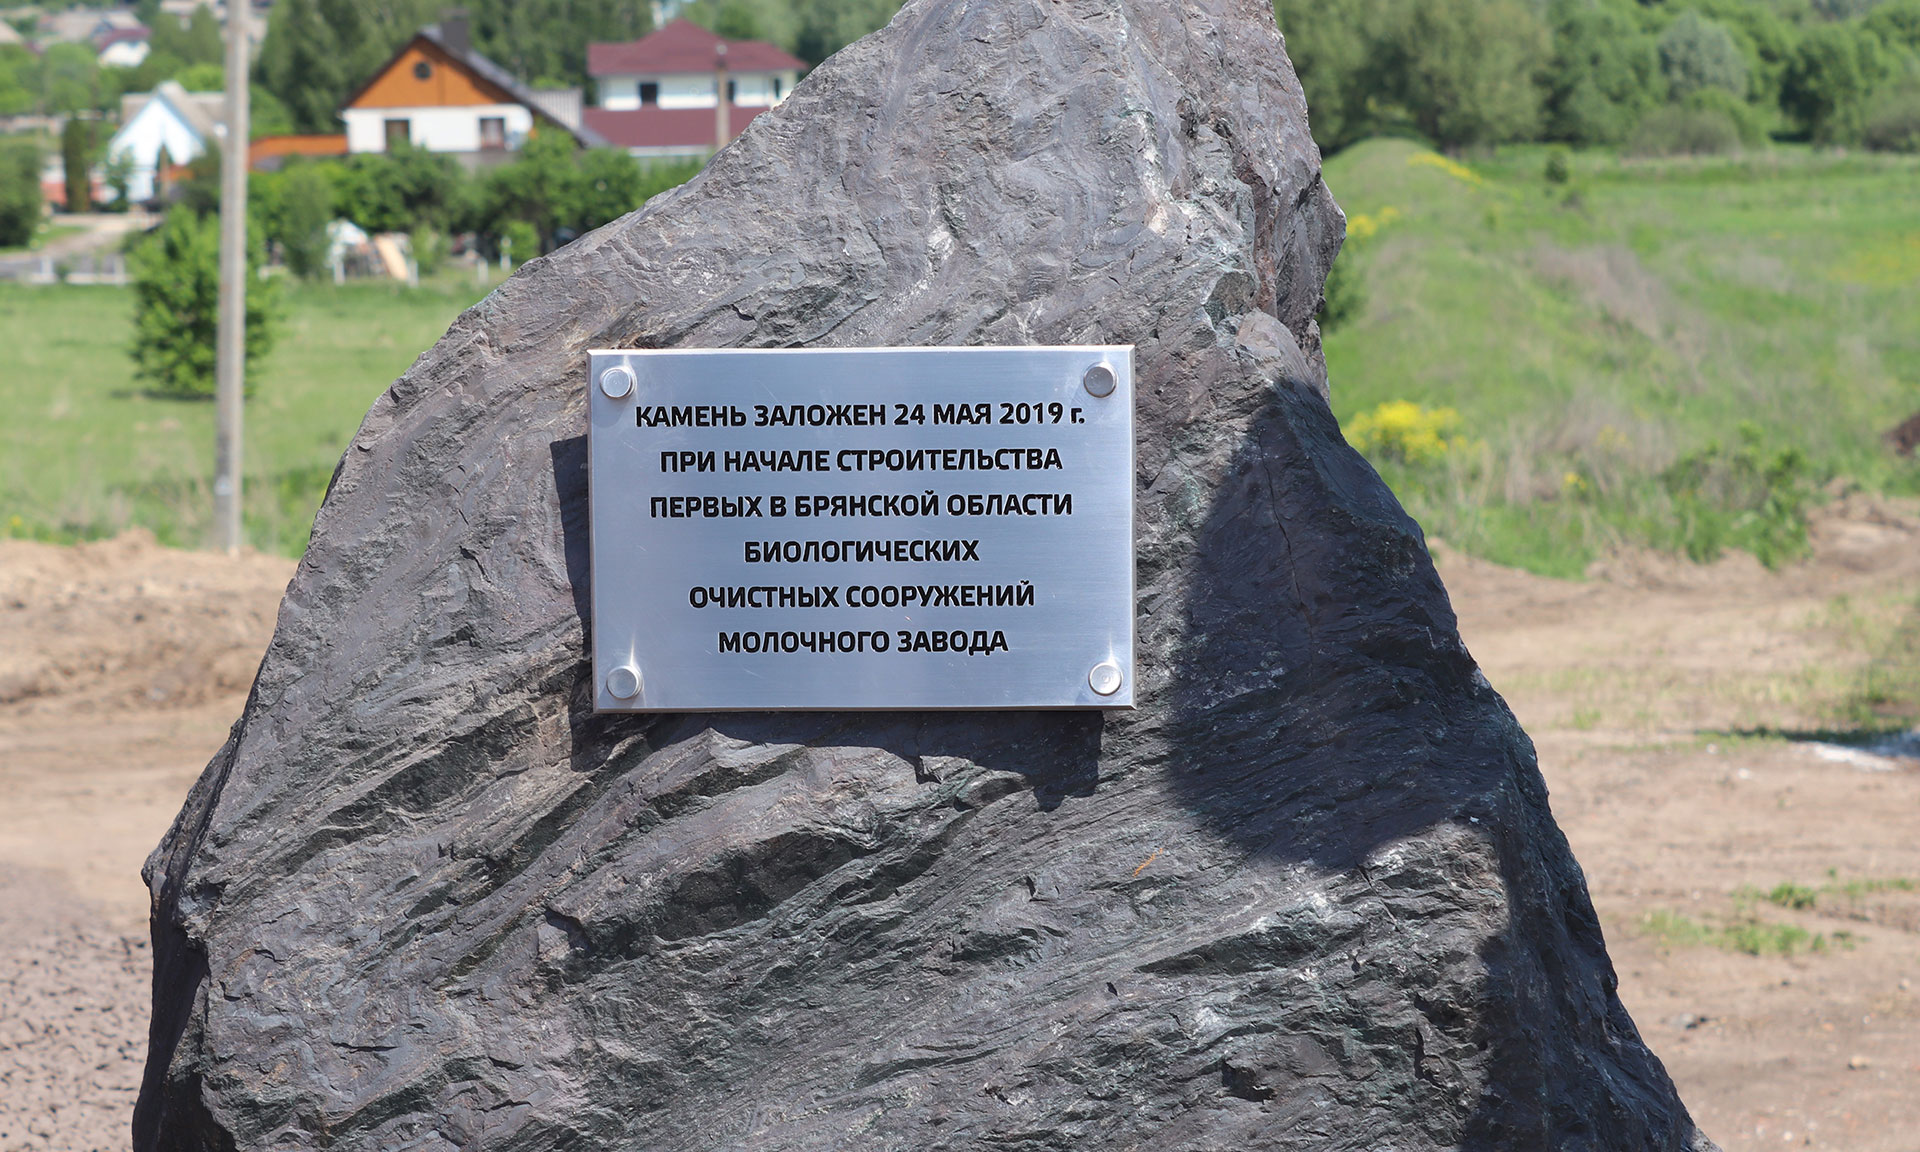 КАМЕНЬ ЗАЛОЖЕН 24 МАЯ 2019 г.
ПРИ НАЧАЛЕ СТРОИТЕЛЬСТВА
ПЕРВЫХ В БРЯНСКОЙ ОБЛАСТИ
БИОЛОГИЧЕСКИХ
ОЧИСТНЫХ СООРУЖЕНИЙ
МОЛОЧНОГО ЗАВОДА